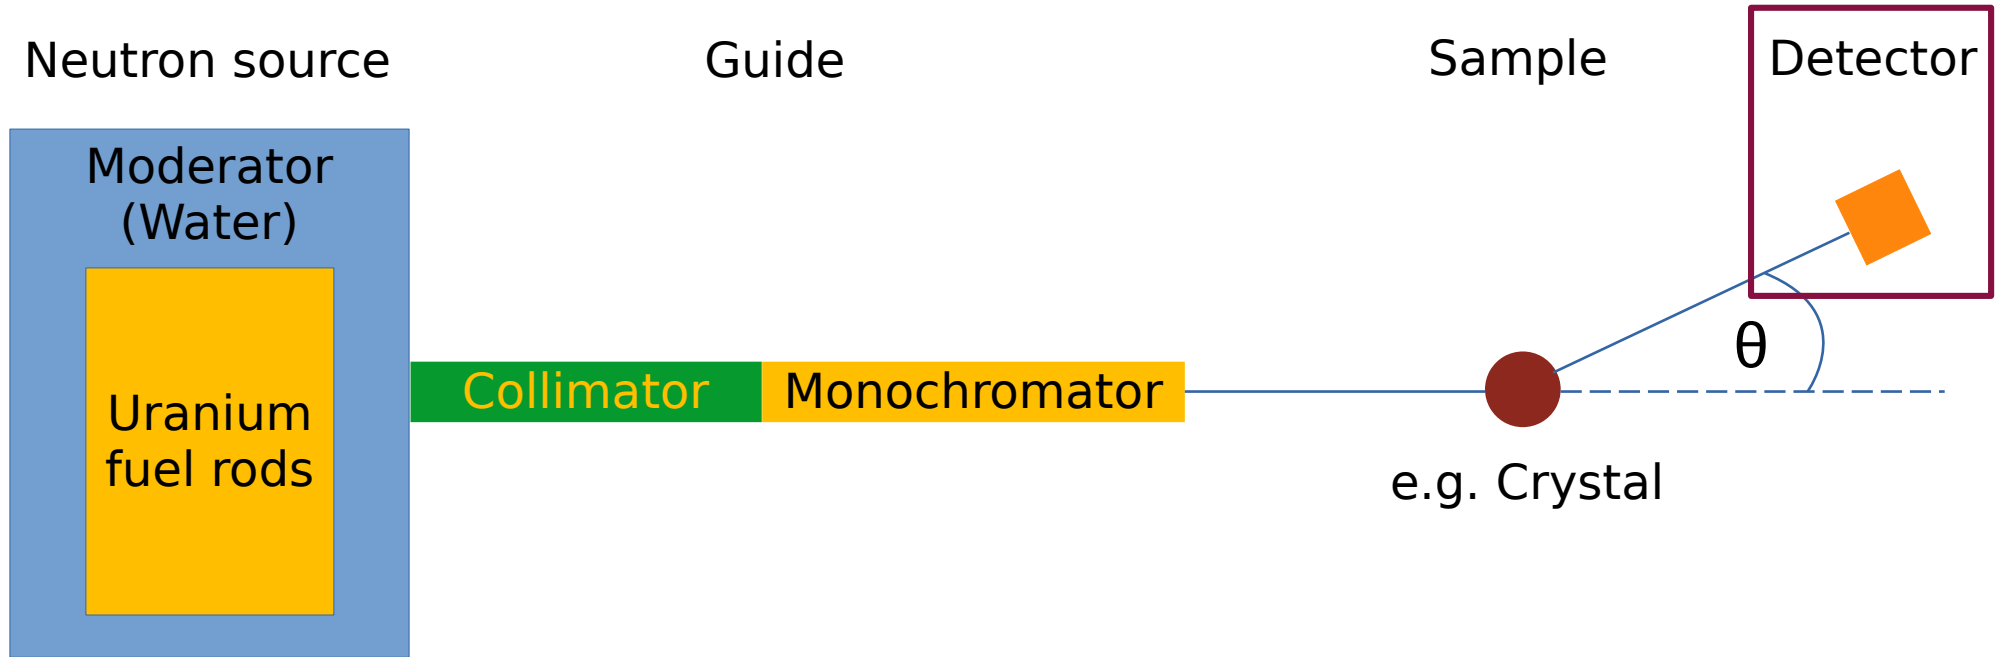 Neutron source
Guide
Sample
Detector
Moderator
(Water)
Uranium
fuel rods
Collimator
Monochromator
θ
e.g. Crystal